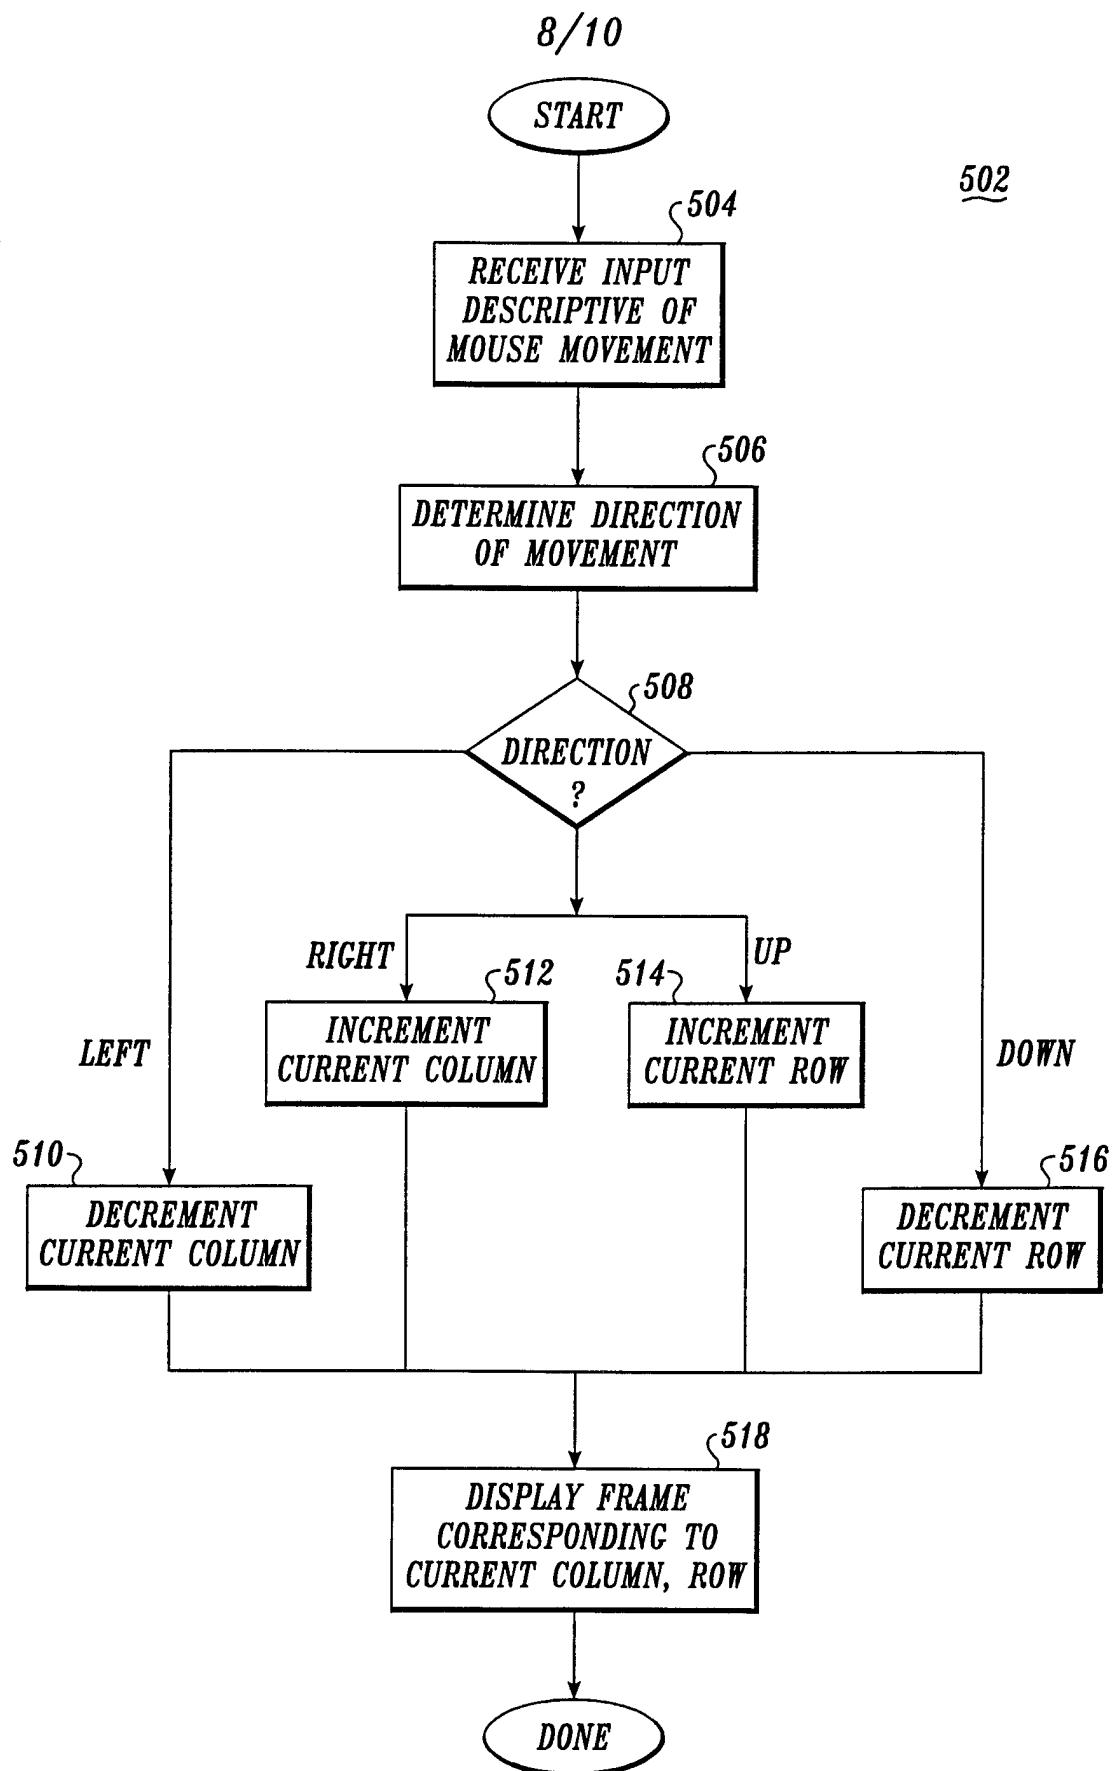 8/10
START
502
504
RECEIVE INPUT
DESCRIPTIVE OF
MOUSE MOVEMENT
506
DETERMINE DIRECTION
OF MOVEMENT
508
DIRECTION
?
RIGHT
UP
512
514
INCREMENT
CURRENT COLUMN
INCREMENT
CURRENT ROW
LEFT
DOWN
510
516
DECREMENT
CURRENT COLUMN
DECREMENT
CURRENT ROW
518
DISPLAY FRAME
CORRESPONDING TO
CURRENT COLUMN, ROW
DONE